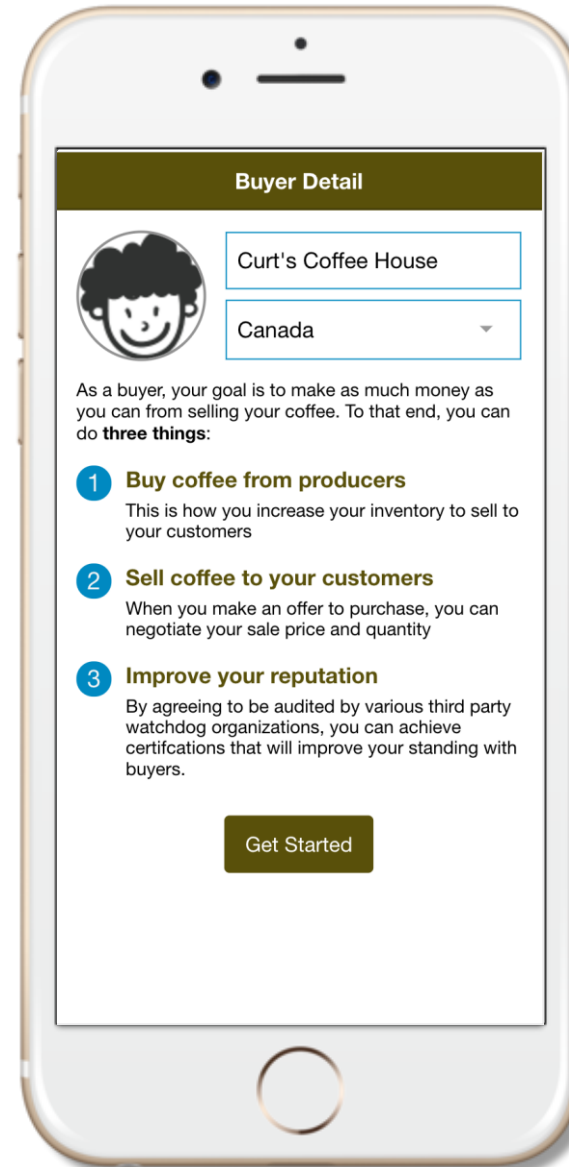 Buyer Detail
Curt's Coffee House
Canada
As a buyer, your goal is to make as much money as
you can from selling your coffee. To that end, you can
do three things:
1 Buy coffee from producers
This is how you increase your inventory to sell to
your customers
2 Sell coffee to your customers
When you make an offer to purchase, you can
negotiate your sale price and quantity
3 Improve your reputation
By agreeing to be audited by various third party
watchdog organizations, you can achieve
certifcations that will improve your standing with
buyers.
Get Started